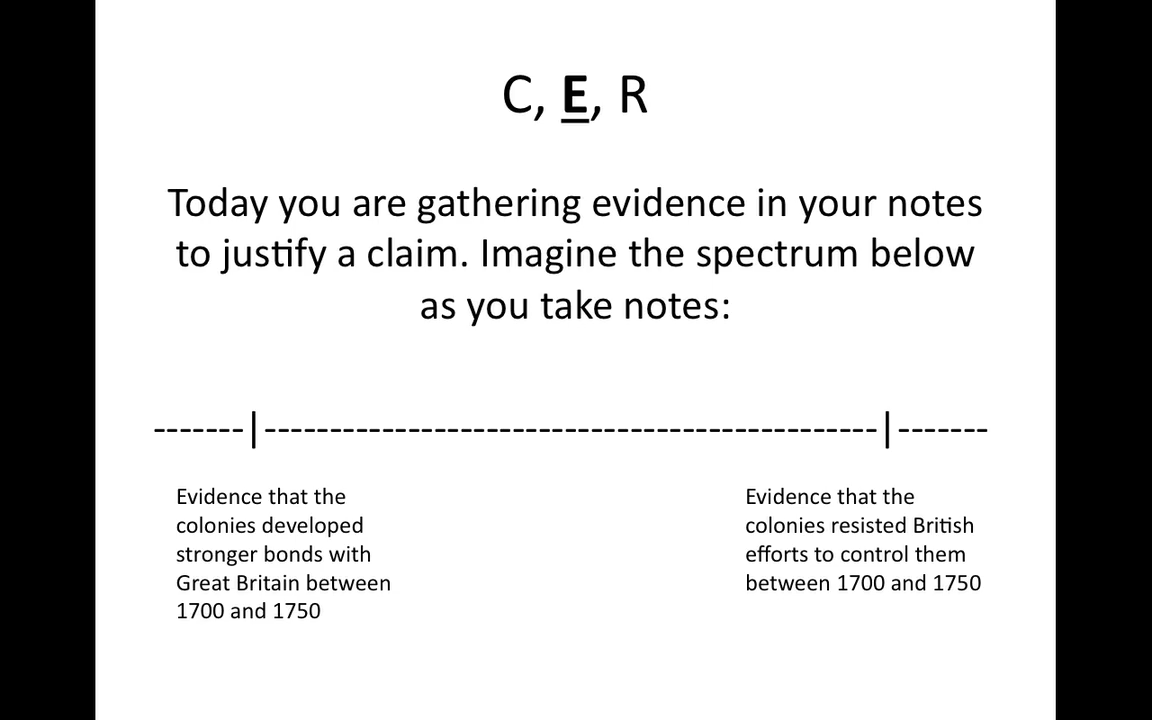 C, E, R
Today you are gathering evidence in your notes
to justify a claim. Imagine the spectrum below
as you take notes:
-------|-----------------------------------------------|-------
Evidence that the
colonies developed
stronger bonds with
Great Britain between
1700 and 1750
Evidence that the
colonies resisted British
efforts to control them
between 1700 and 1750